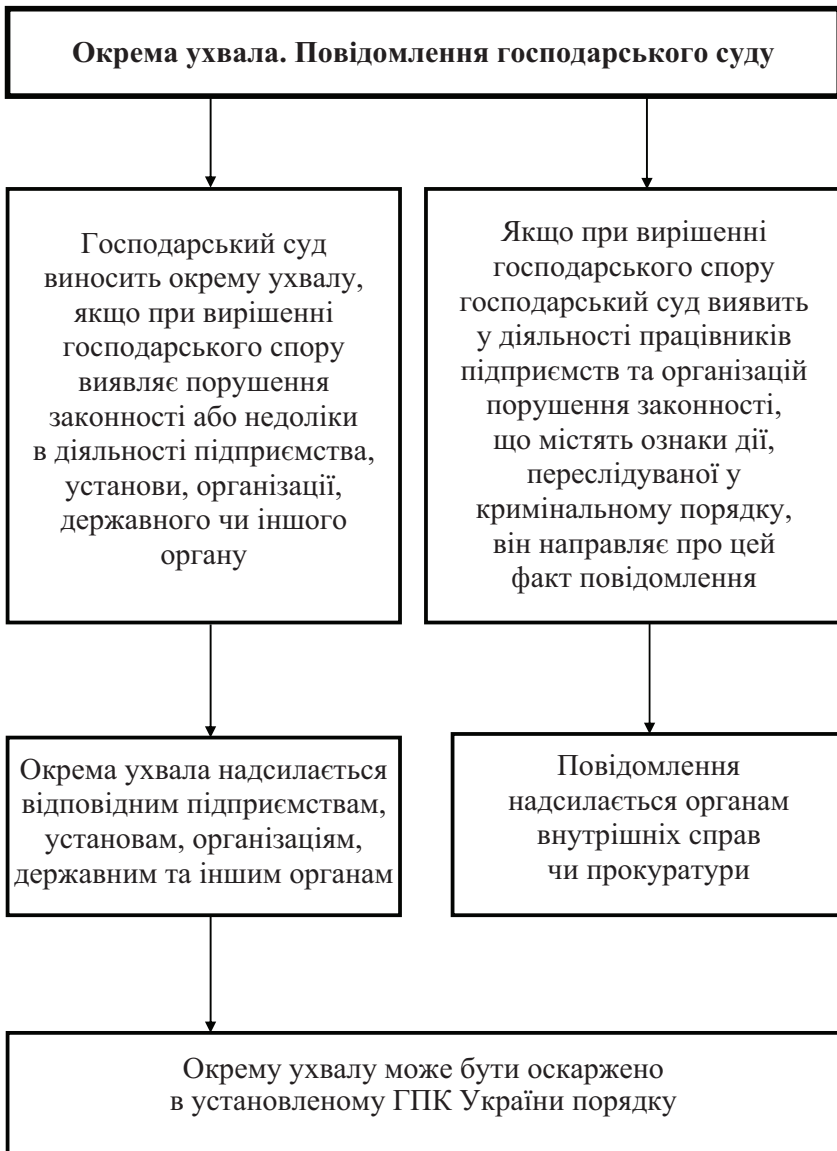 Окрема ухвала. Повідомлення господарського суду
Господарський суд
виносить окрему ухвалу,
якщо при вирішенні
господарського спору
виявляє порушення
законності або недоліки
в діяльності підприємства,
установи, організації,
державного чи іншого
органу
Якщо при вирішенні
господарського спору
господарський суд виявить
у діяльності працівників
підприємств та організацій
порушення законності,
що містять ознаки дії,
переслідуваної у
кримінальному порядку,
він направляє про цей
факт повідомлення
Окрема ухвала надсилається
відповідним підприємствам,
установам, організаціям,
державним та іншим органам
Повідомлення
надсилається органам
внутрішніх справ
чи прокуратури
Окрему ухвалу може бути оскаржено
в установленому ГПК України порядку